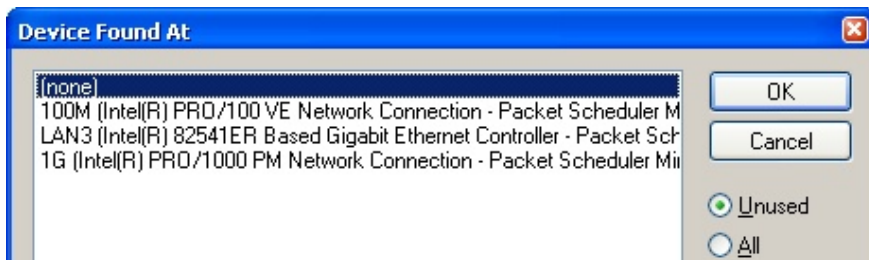 Device Found At
(none)
100M (Intel(R) PRO/100 VE Network Connection - Packet Scheduler M
LAN3 (Intel(R) 82541ER Based Gigabit Ethernet Controller - Packet Sch
1G (Intel(R) PRO/1000 PM Network Connection - Packet Scheduler Mii
OK
Cancel
Unused
All